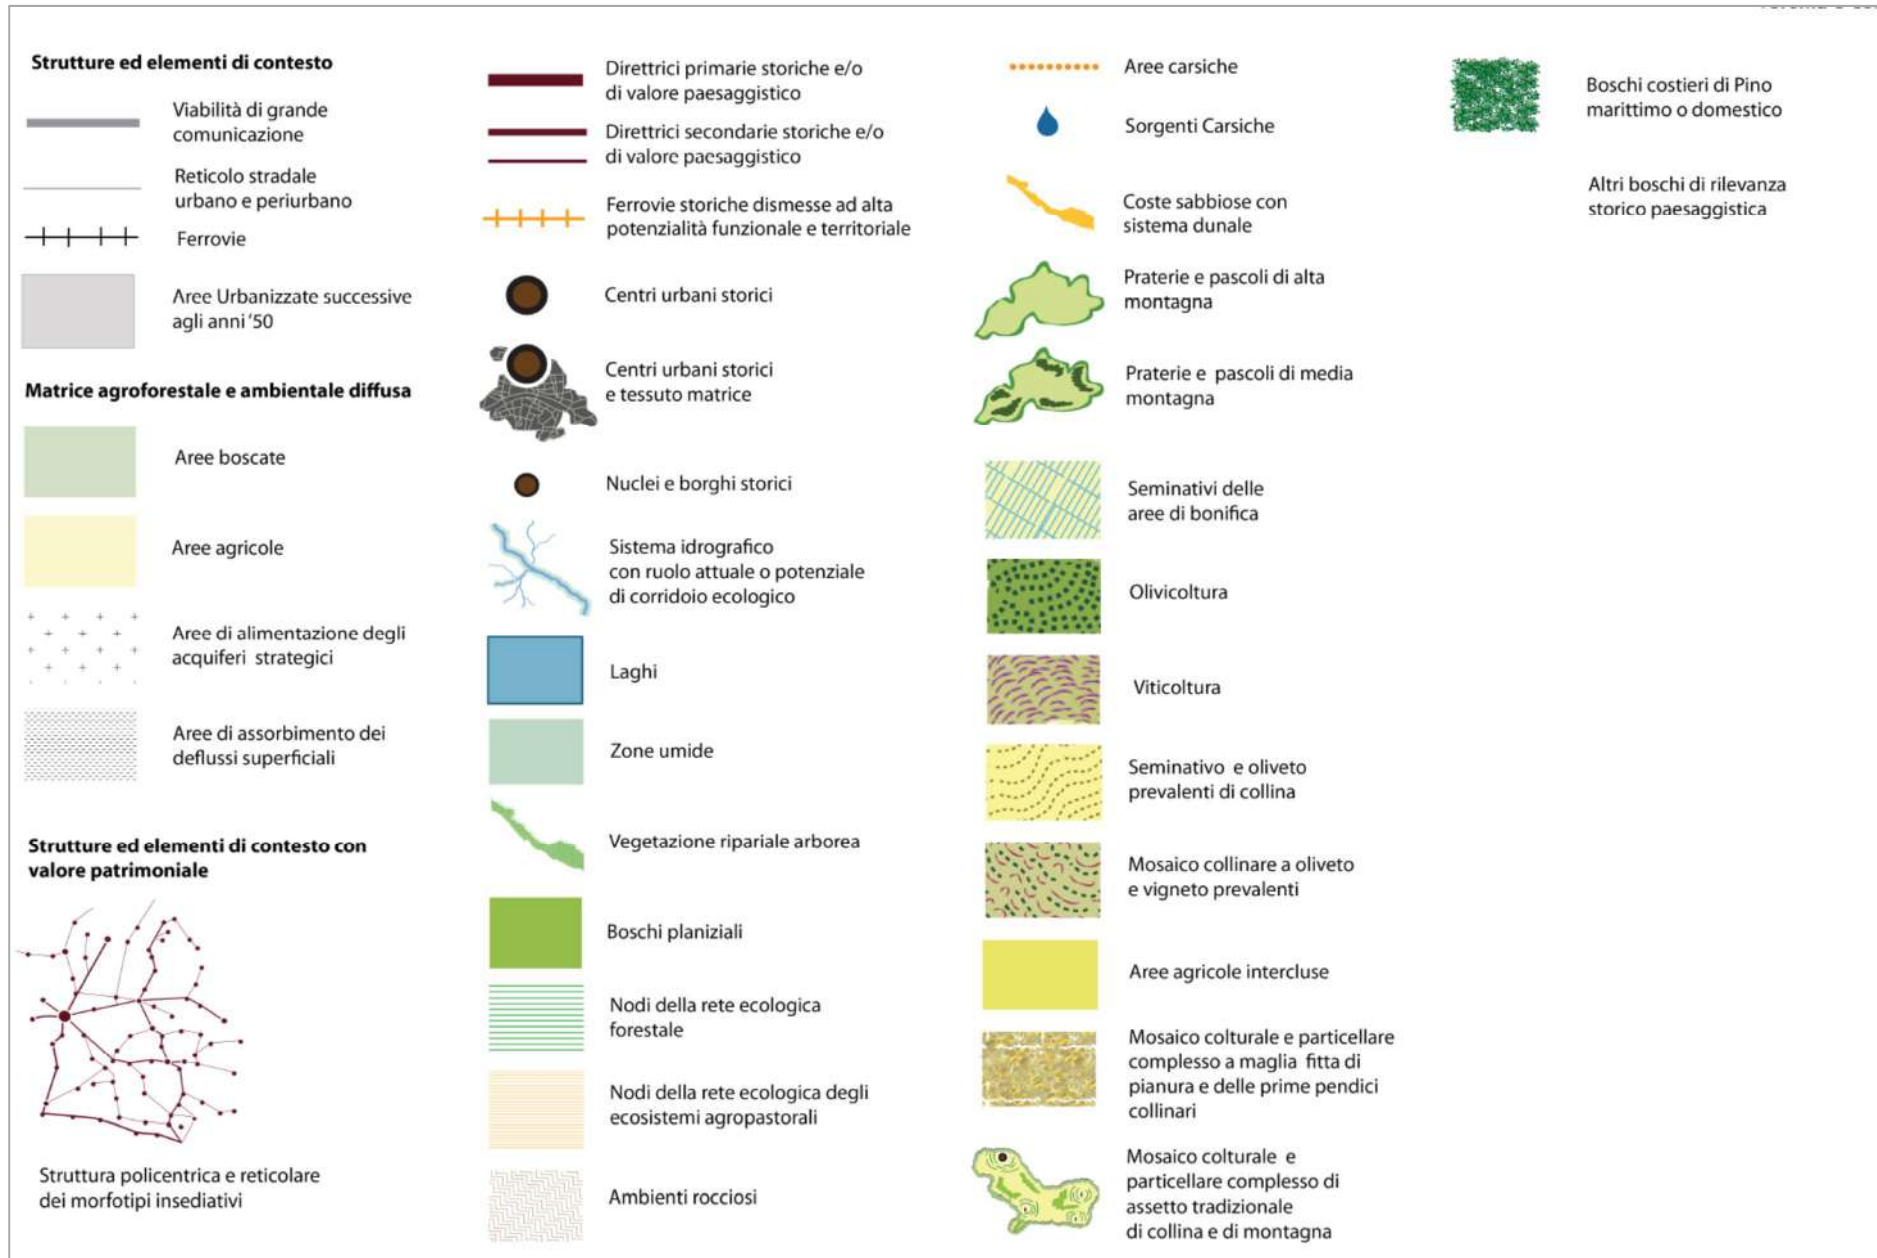 Strutture ed elementi di contesto
Viabilità di grande
comunicazione
Reticolo stradale
urbano e periurbano
Ferrovie
Aree Urbanizzate successive
agli anni '50
Matrice agroforestale e ambientale diffusa
Aree boscate
Aree agricole
Aree di alimentazione degli
acquiferi strategici
Aree di assorbimento dei
deflussi superficiali
Strutture ed elementi di contesto con
valore patrimoniale
Struttura policentrica e reticolare
dei morfotipi insediativi
Direttrici primarie storiche e/o
di valore paesaggistico
Direttrici secondarie storiche e/o
di valore paesaggistico
Ferrovie storiche dismesse ad alta
potenzialità funzionale e territoriale
Centri urbani storici
Centri urbani storici
e tessuto matrice
Nuclei e borghi storici
Sistema idrografico
con ruolo attuale o potenziale
di corridoio ecologico
Laghi
Zone umide
Vegetazione ripariale arborea
Boschi planiziali
Nodi della rete ecologica
forestale
Nodi della rete ecologica degli
ecosistemi agropastorali
Ambienti rocciosi
Aree carsiche
Sorgenti Carsiche
Coste sabbiose con
sistema dunale
Praterie e pascoli di alta
montagna
Praterie e pascoli di media
montagna
Seminativi delle
aree di bonifica
Olivicoltura
Viticoltura
Seminativo e oliveto
prevalenti di collina
Mosaico collinare a oliveto
e vigneto prevalenti
Aree agricole intercluse
Mosaico colturale e particellare
complesso a maglia fitta di
pianura e delle prime pendici
collinari
Mosaico colturale e
particellare complesso di
assetto tradizionale
di collina e di montagna
Boschi costieri di Pino
marittimo o domestico
Altri boschi di rilevanza
storico paesaggistica